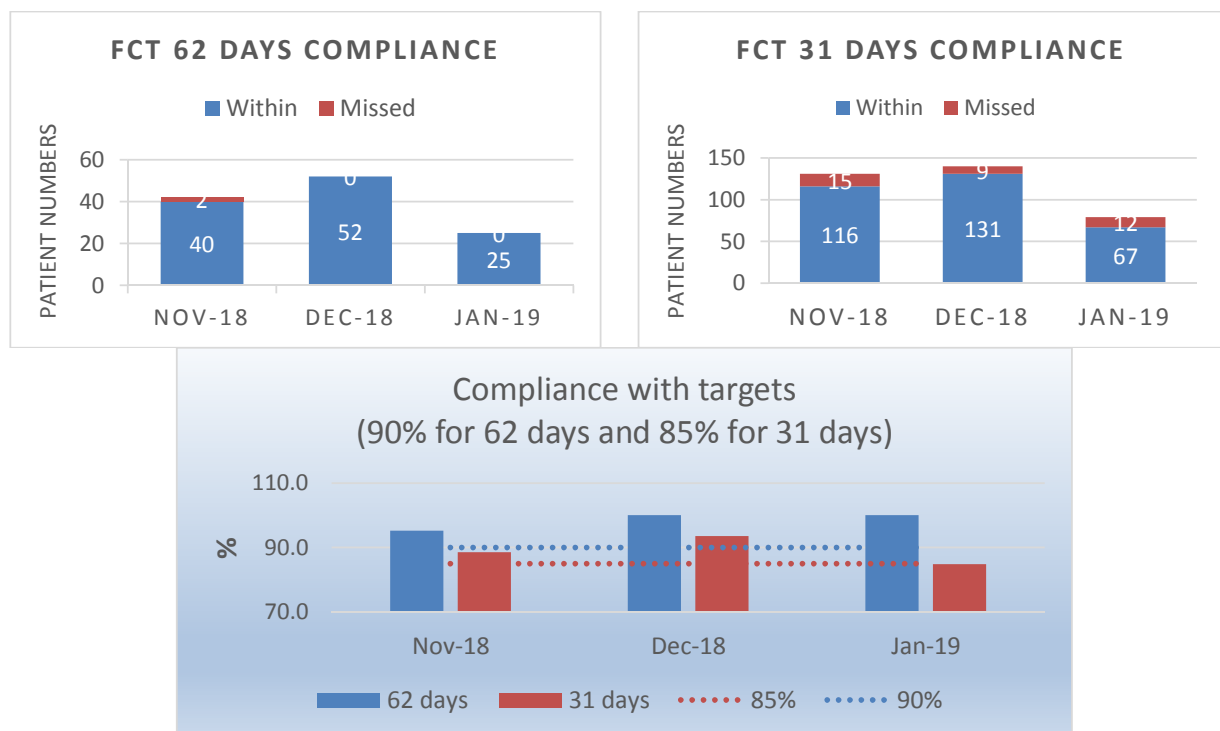 FCT 62 DAYS COMPLIANCE
Within Missed
PATIENT NUMBERS
60
40
20
0
2
40
0
52
0
25
NOV-18 DEC-18 JAN-19
FCT 31 DAYS COMPLIANCE
Within Missed
PATIENT NUMBERS
150
100
50
0
15
116
9
131
12
67
NOV-18 DEC-18 JAN-19
Compliance with targets
(90% for 62 days and 85% for 31 days)
%
110.0
90.0
70.0
Nov-18 Dec-18 Jan-19
62 days 31 days 85% 90%